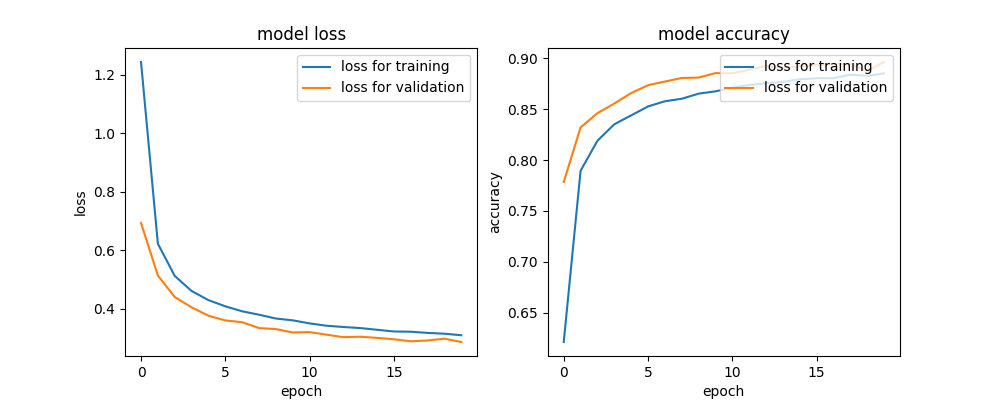 model loss
loss for training
loss for validation
1.2
1.0
0.8
0.6
0.4
loss
0
5
10
15
epoch
model accuracy
loss for training
loss for validation
0.90
0.85
0.80
0.75
0.70
0.65
accuracy
0
5
10
15
epoch